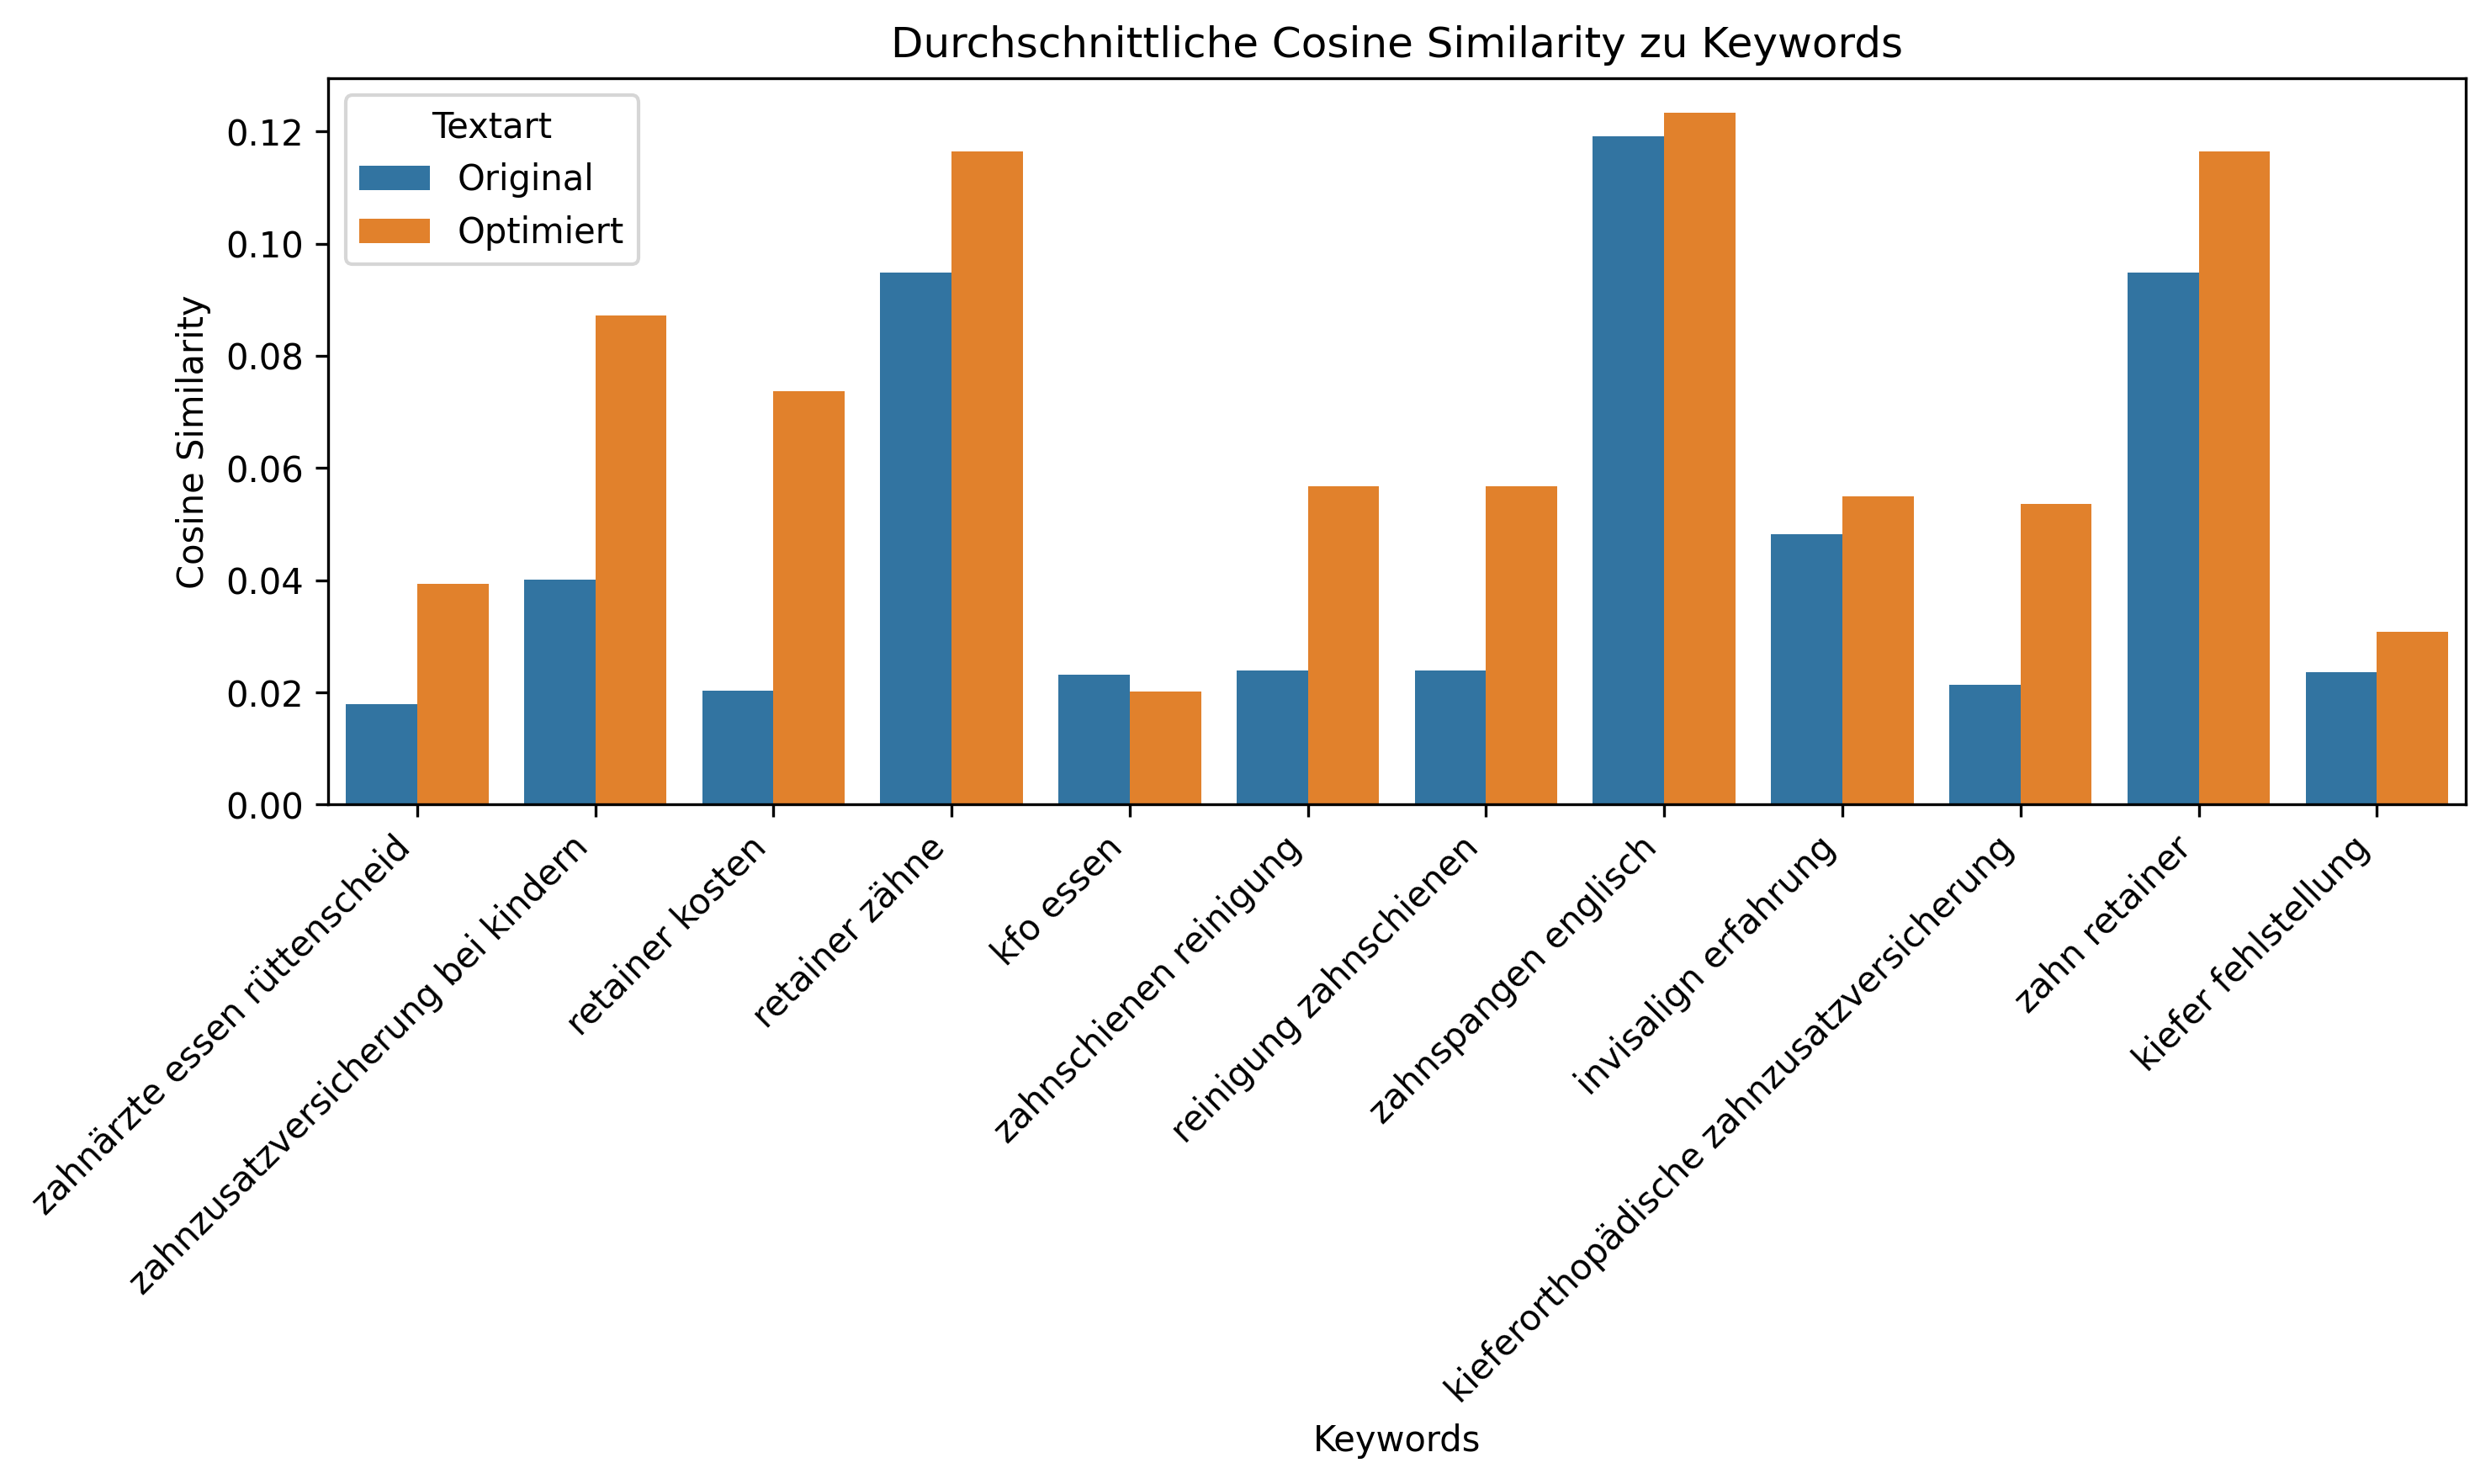 Durchschnittliche Cosine Similarity zu Keywords
Textart
Original
Optimiert
Cosine Similarity
0.12
0.10
0.08
0.06
0.04
0.02
0.00
zahnärzte essen rüttenscheid
zahnzusatzversicherung bei kindern
retainer kosten
retainer zähne
kfo essen
zahnschienen reinigung
reinigung zahnschienen
zahnspangen englisch
invisalign erfahrung
kieferorthopädische zahnzusatzversicherung
zahn retainer
kiefer fehlstellung
Keywords